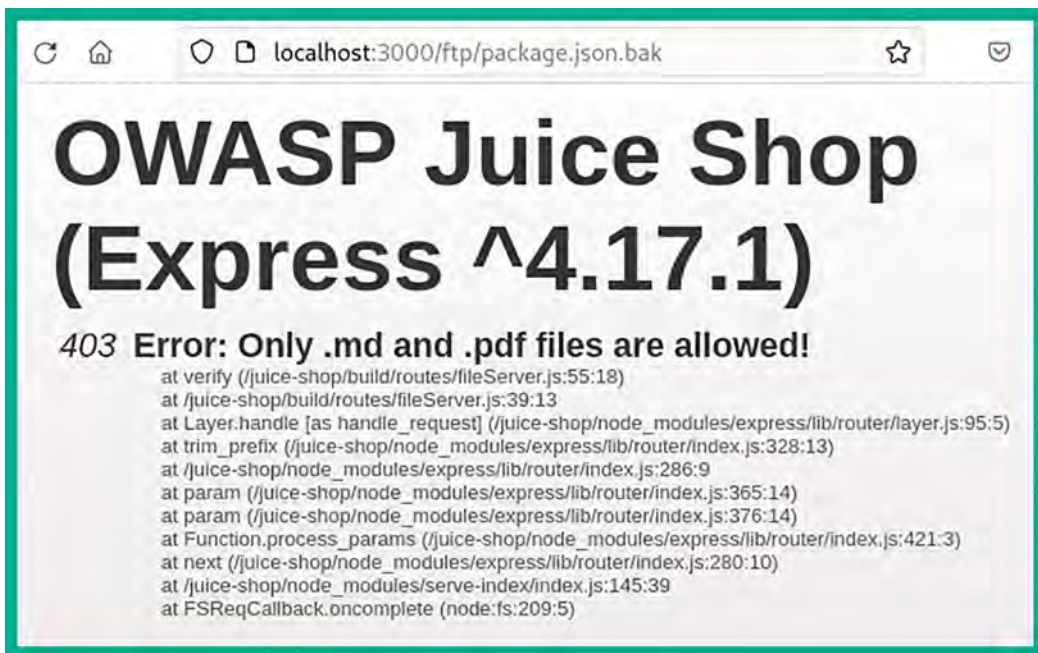 localhost:3000/ftp/package.json.bak
OWASP Juice Shop
(Express ^4.17.1)
403 Error: Only .md and .pdf files are allowed!
at verify (/juice-shop/build/routes/fileServer.js:55:18)
at /juice-shop/build/routes/fileServer.js:39:13
at Layer.handle [as handle_request] (/juice-shop/node_modules/express/lib/router/layer.js:95:5)
at trim_prefix (/juice-shop/node_modules/express/lib/router/index.js:328:13)
at /juice-shop/node_modules/express/lib/router/index.js:286:9
at param (/juice-shop/node_modules/express/lib/router/index.js:365:14)
at param (/juice-shop/node_modules/express/lib/router/index.js:376:14)
at Function.process_params (/juice-shop/node_modules/express/lib/router/index.js:421:3)
at next (/juice-shop/node_modules/express/lib/router/index.js:280:10)
at /juice-shop/node_modules/serve-index/index.js:145:39
at FSReqCallback.oncomplete (node:fs:209:5)